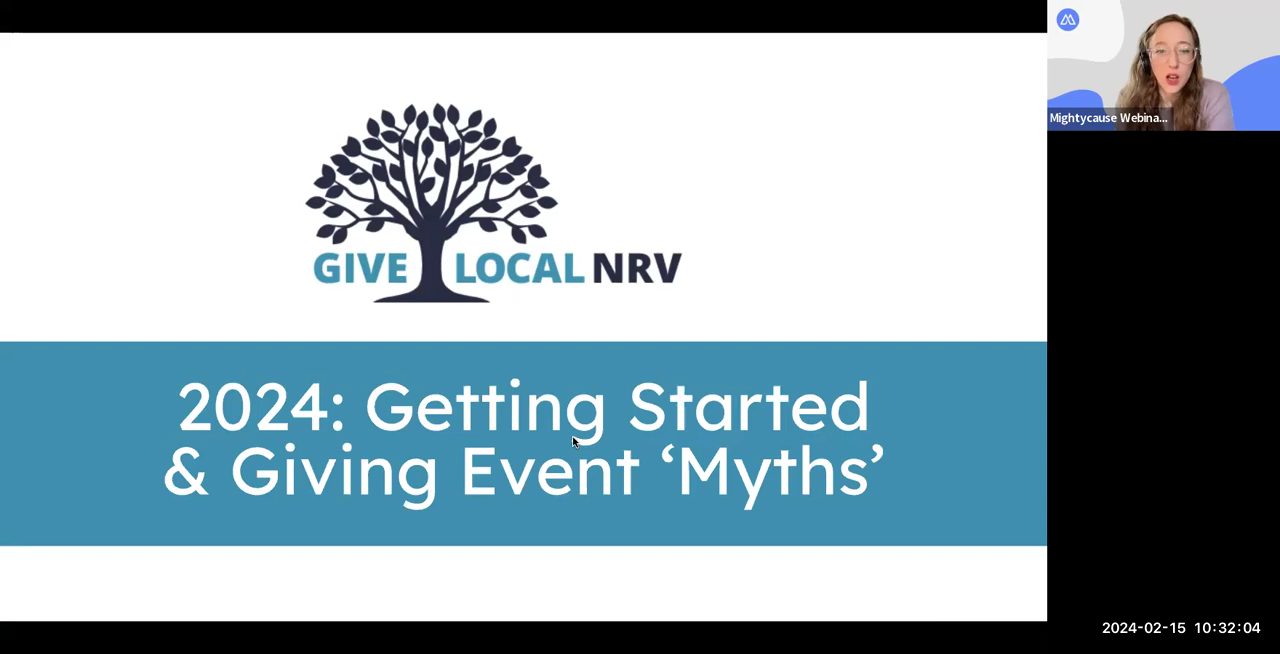 Mightycause Webina...
GIVE LOCAL NRV
2024: Getting Started
& Giving Event ‘Myths’
2024-02-15 10:32:04